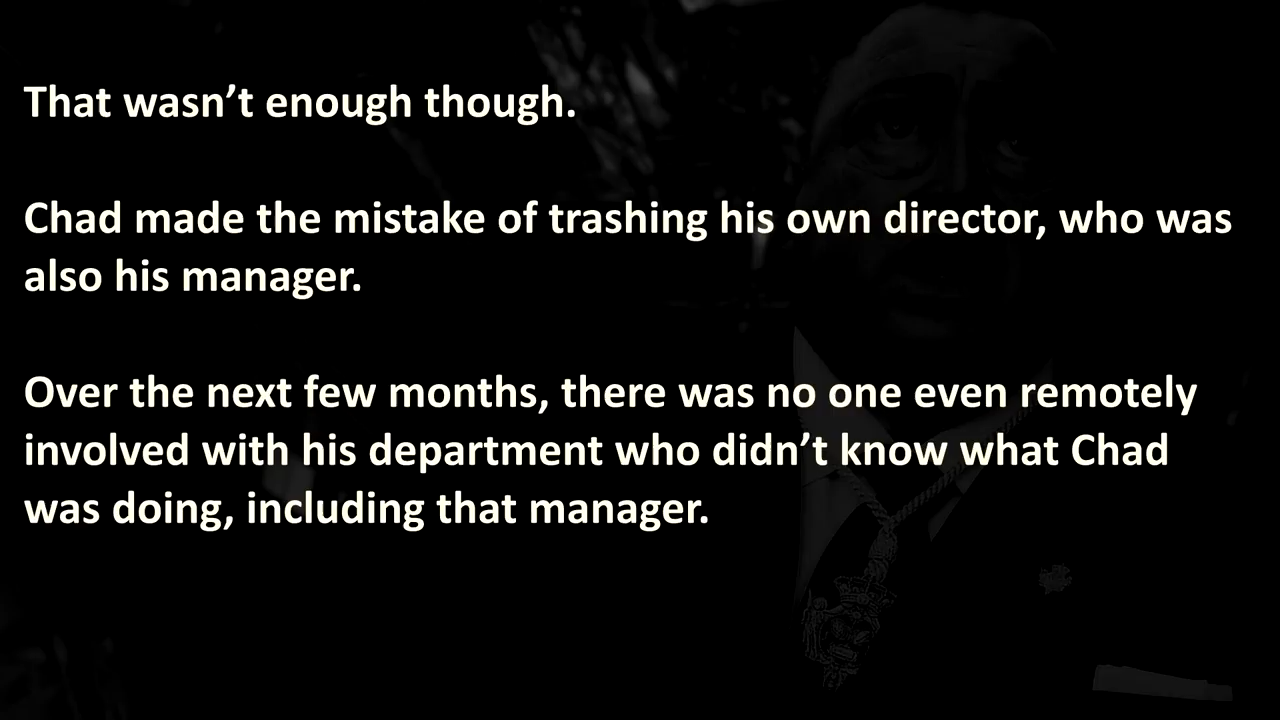 That wasn’t enough though.
Chad made the mistake of trashing his own director, who was
also his manager.
Over the next few months, there was no one even remotely
involved with his department who didn’t know what Chad
was doing, including that manager.